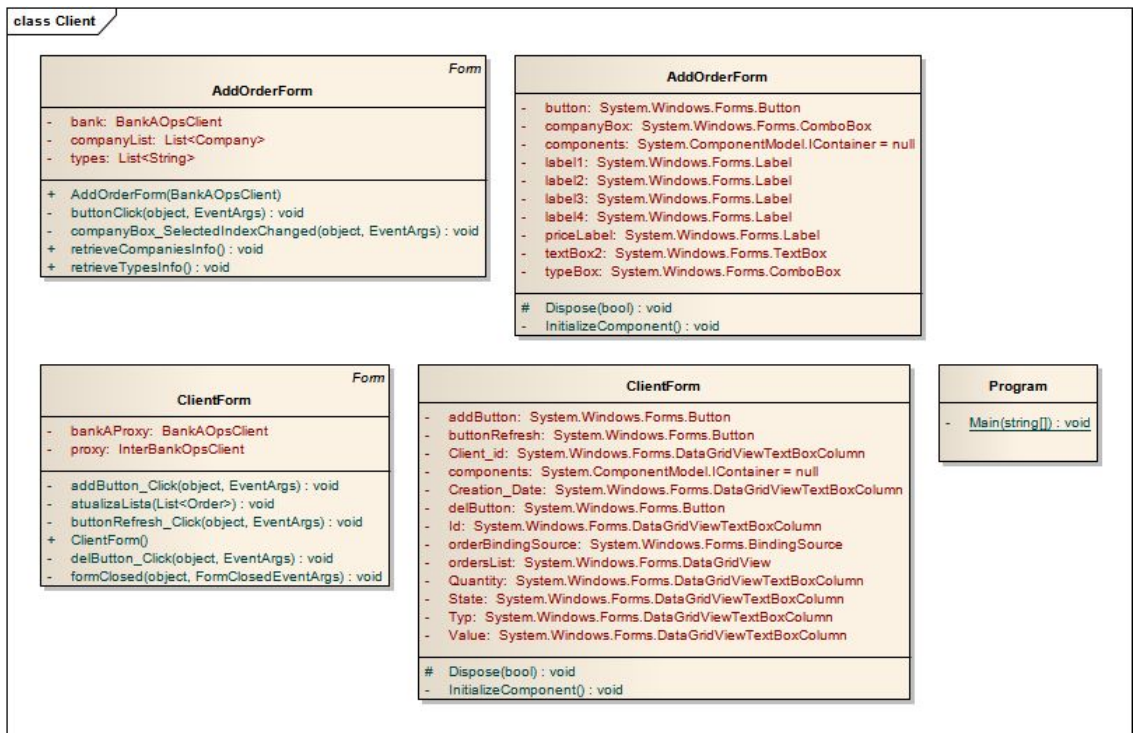 class Client
Form
AddOrderForm
- bank: BankAOpsClient
- companyList: List<Company>
- types: List<String>
+ AddOrderForm(BankAOpsClient)
- buttonClick(object, EventArgs) : void
- companyBox_SelectedIndexChanged(object, EventArgs) : void
+ retrieveCompaniesInfo() : void
+ retrieveTypesInfo() : void
AddOrderForm
- button: System.Windows.Forms.Button
- companyBox: System.Windows.Forms.ComboBox
- components: System.ComponentModel.IContainer = null
- label1: System.Windows.Forms.Label
- label2: System.Windows.Forms.Label
- label3: System.Windows.Forms.Label
- label4: System.Windows.Forms.Label
- priceLabel: System.Windows.Forms.Label
- textBox2: System.Windows.Forms.TextBox
- typeBox: System.Windows.Forms.ComboBox
# Dispose(bool) : void
- InitializeComponent() : void
Form
ClientForm
- bankAProxy: BankAOpsClient
- proxy: InterBankOpsClient
- addButton_Click(object, EventArgs) : void
- atualizaLista(List<Order>) : void
- buttonRefresh_Click(object, EventArgs) : void
+ ClientForm()
- delButton_Click(object, EventArgs) : void
- formClosed(object, FormClosedEventArgs) : void
ClientForm
- addButton: System.Windows.Forms.Button
- buttonRefresh: System.Windows.Forms.Button
- Client_id: System.Windows.Forms.DataGridViewTextBoxColumn
- components: System.ComponentModel.IContainer = null
- Creation_Date: System.Windows.Forms.DataGridViewTextBoxColumn
- delButton: System.Windows.Forms.Button
- Id: System.Windows.Forms.DataGridViewTextBoxColumn
- orderBindingSource: System.Windows.Forms.BindingSource
- ordersList: System.Windows.Forms.DataGridView
- Quantity: System.Windows.Forms.DataGridViewTextBoxColumn
- State: System.Windows.Forms.DataGridViewTextBoxColumn
- Typ: System.Windows.Forms.DataGridViewTextBoxColumn
- Value: System.Windows.Forms.DataGridViewTextBoxColumn
# Dispose(bool) : void
- InitializeComponent() : void
Program
- Main(string[]) : void